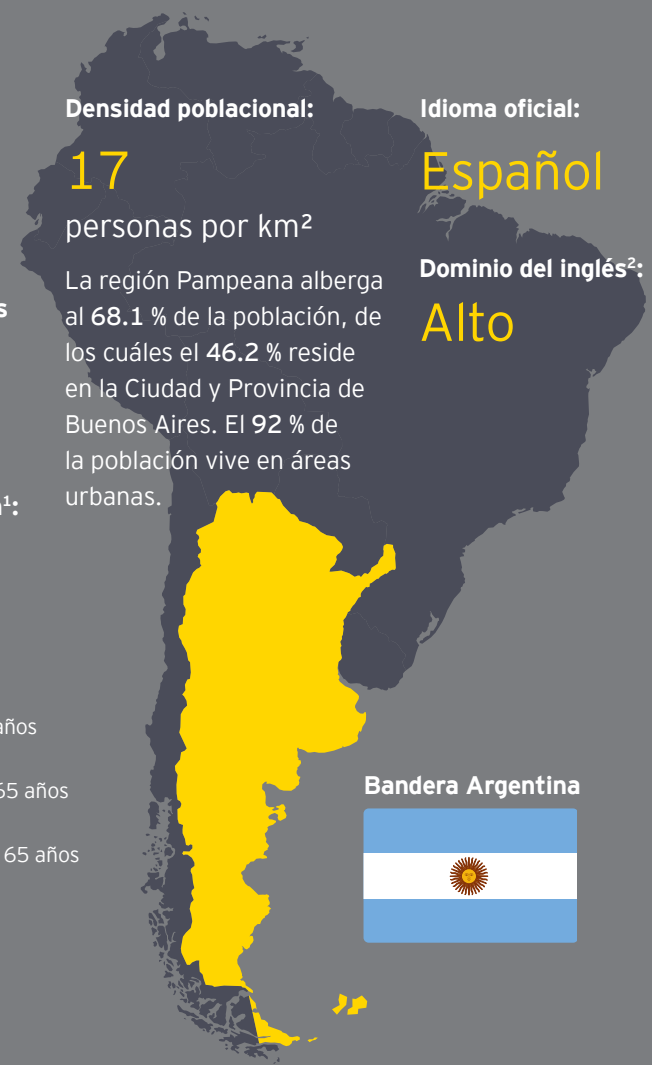 Densidad poblacional:
17
personas por km²
La región Pampeana alberga
al 68.1 % de la población, de
los cuáles el 46.2 % reside
en la Ciudad y Provincia de
Buenos Aires. El 92 % de
la población vive en áreas
urbanas.
Idioma oficial:
Español
Dominio del inglés²:
Alto
años
65 años
65 años
Bandera Argentina